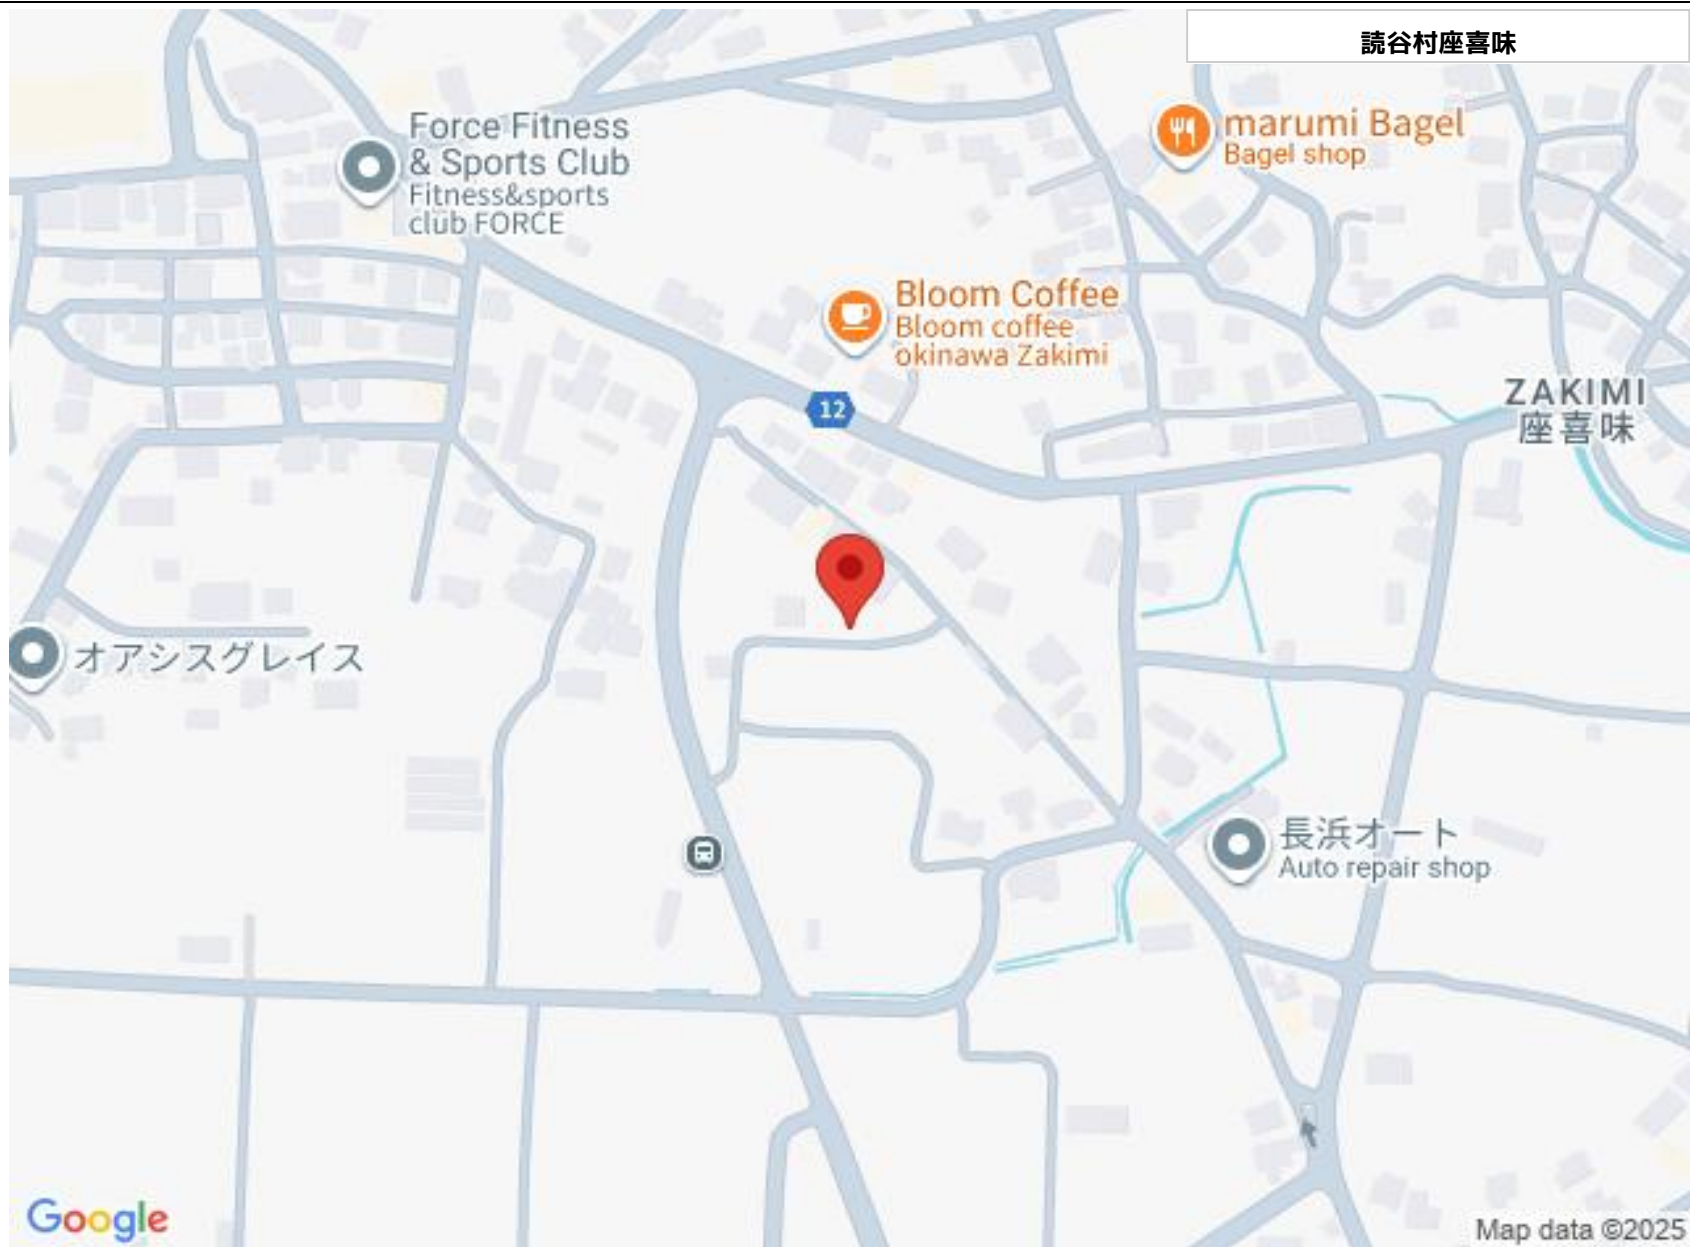 読谷村座喜味
Force Fitness
& Sports Club
Fitness&sports
club FORCE
marumi Bagel
Bagel shop
Bloom Coffee
Bloom coffee
okinawa Zakimi
12
ZAKIMI
座喜味
オアシスグレイス
長浜オート
Auto repair shop
Google
Map data ©2025